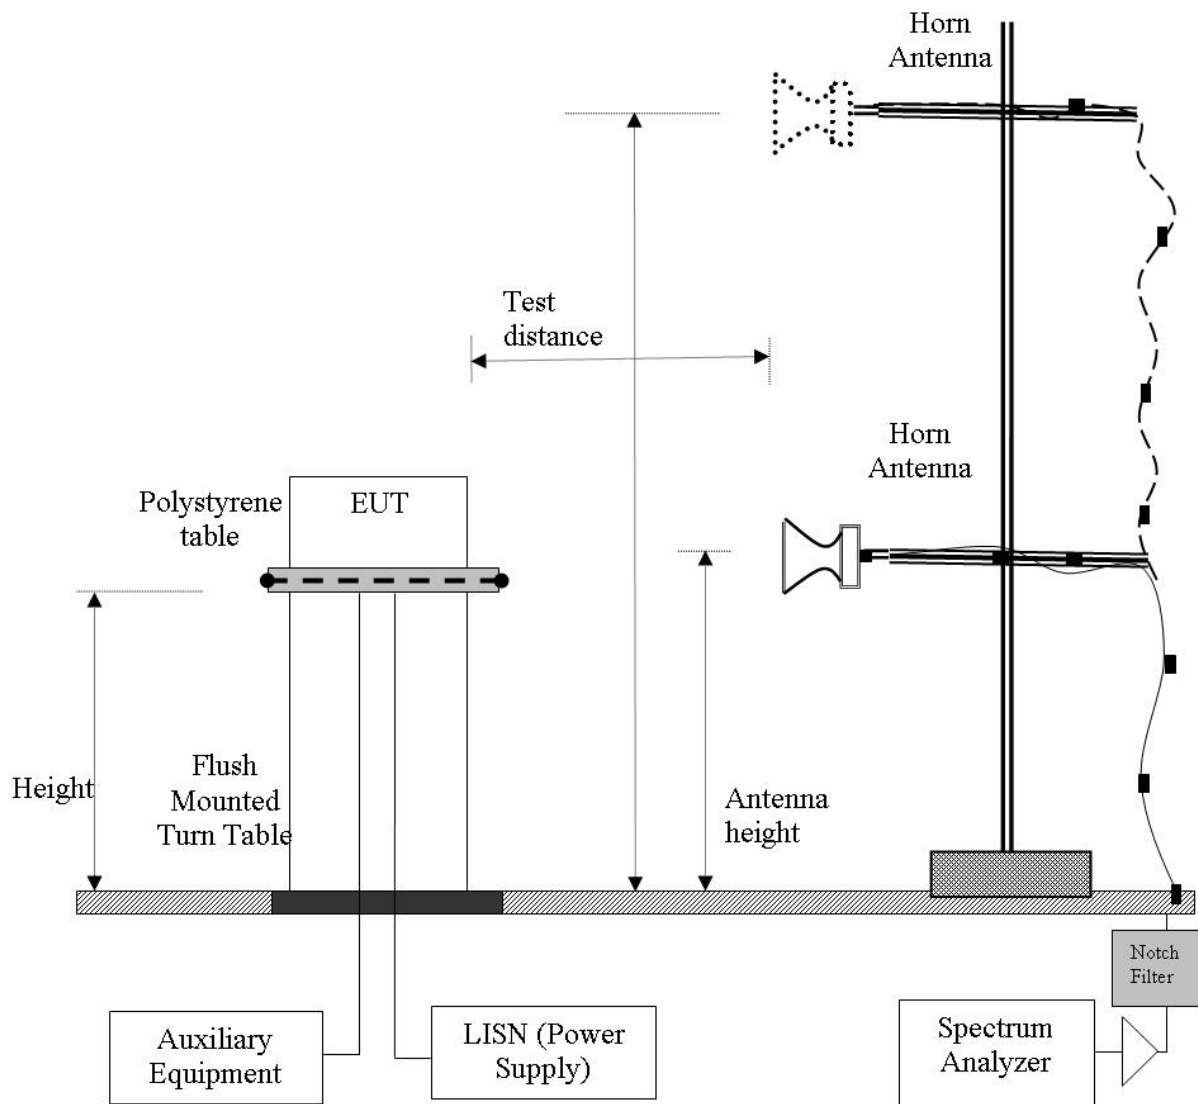 Horn
Antenna
Test
distance
Horn
Antenna
Polystyrene
table
EUT
Height
Flush
Mounted
Turn Table
Antenna
height
Notch
Filter
Auxiliary
Equipment
LISN (Power
Supply)
Spectrum
Analyzer